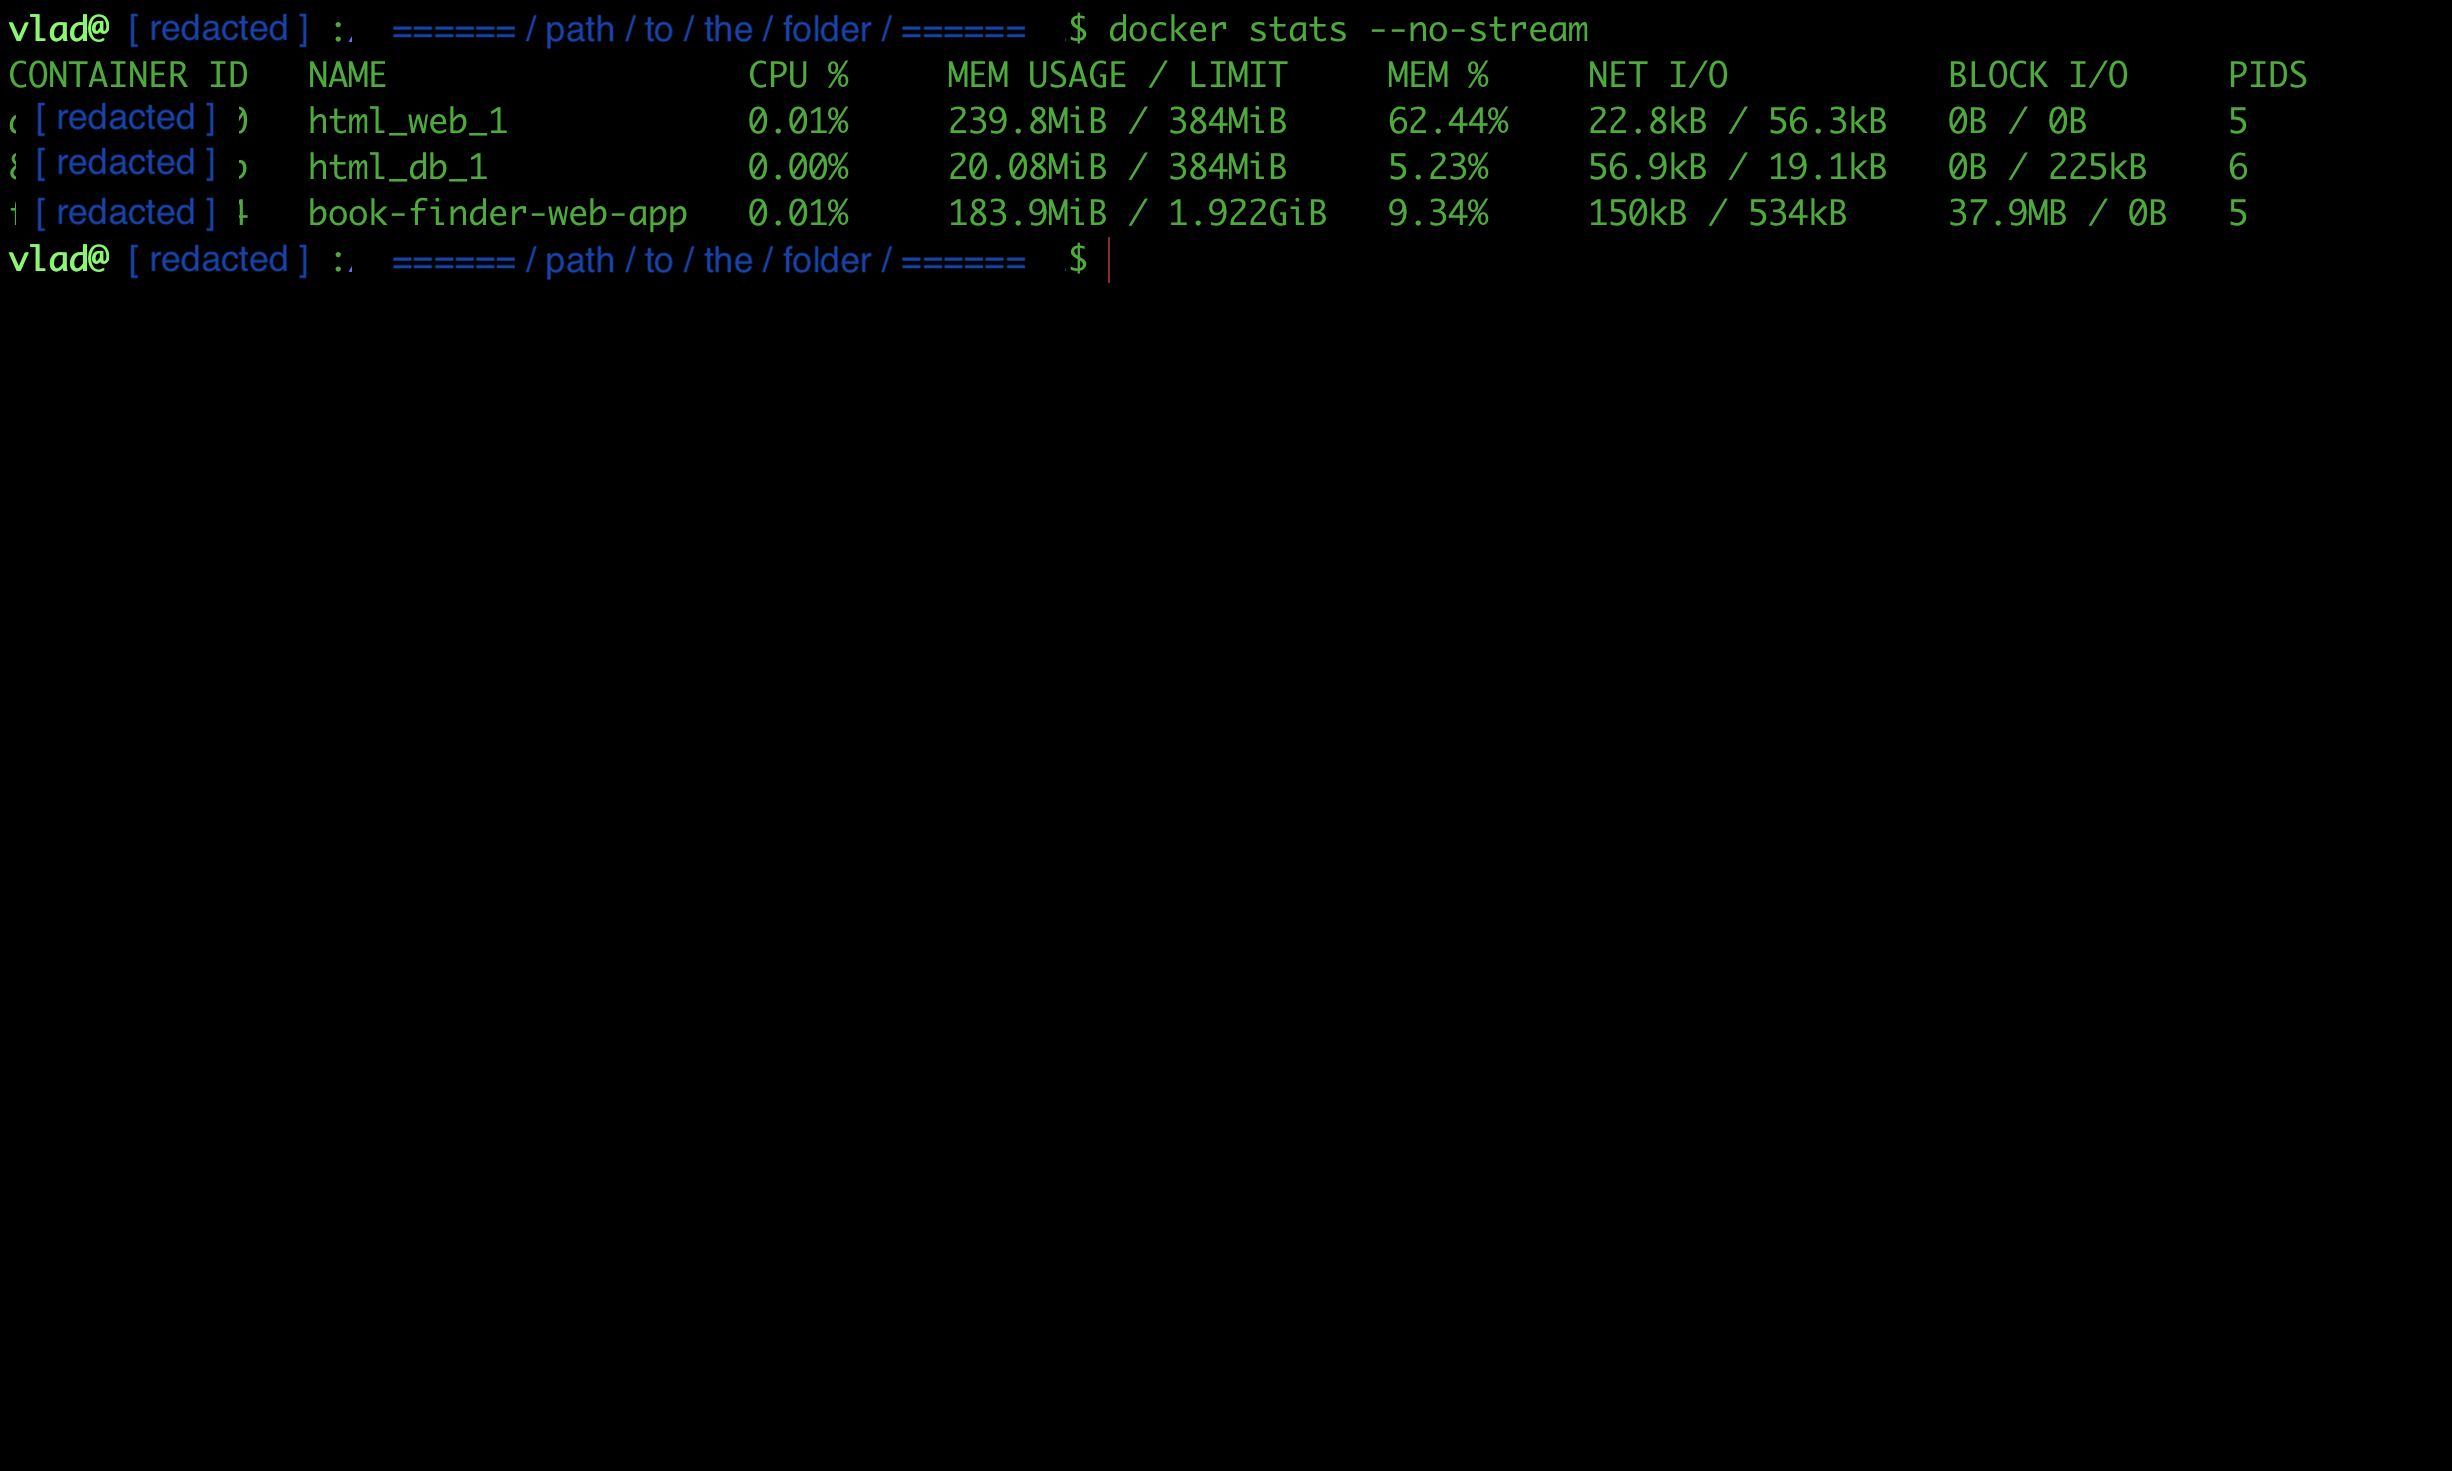 vlad@ [ redacted ] : ====== / path / to / the / folder / ====== $ docker stats --no-stream
CONTAINER ID NAME CPU % MEM USAGE / LIMIT MEM % NET I/O BLOCK I/O PIDS
[ redacted ] html_web_1 0.01% 239.8MiB / 384MiB 62.44% 22.8kB / 56.3kB 0B / 0B 5
[ redacted ] html_db_1 0.00% 20.08MiB / 384MiB 5.23% 56.9kB / 19.1kB 0B / 225kB 6
[ redacted ] book-finder-web-app 0.01% 183.9MiB / 1.922GiB 9.34% 150kB / 534kB 37.9MB / 0B 5
vlad@ [ redacted ] : ====== / path / to / the / folder / ====== $